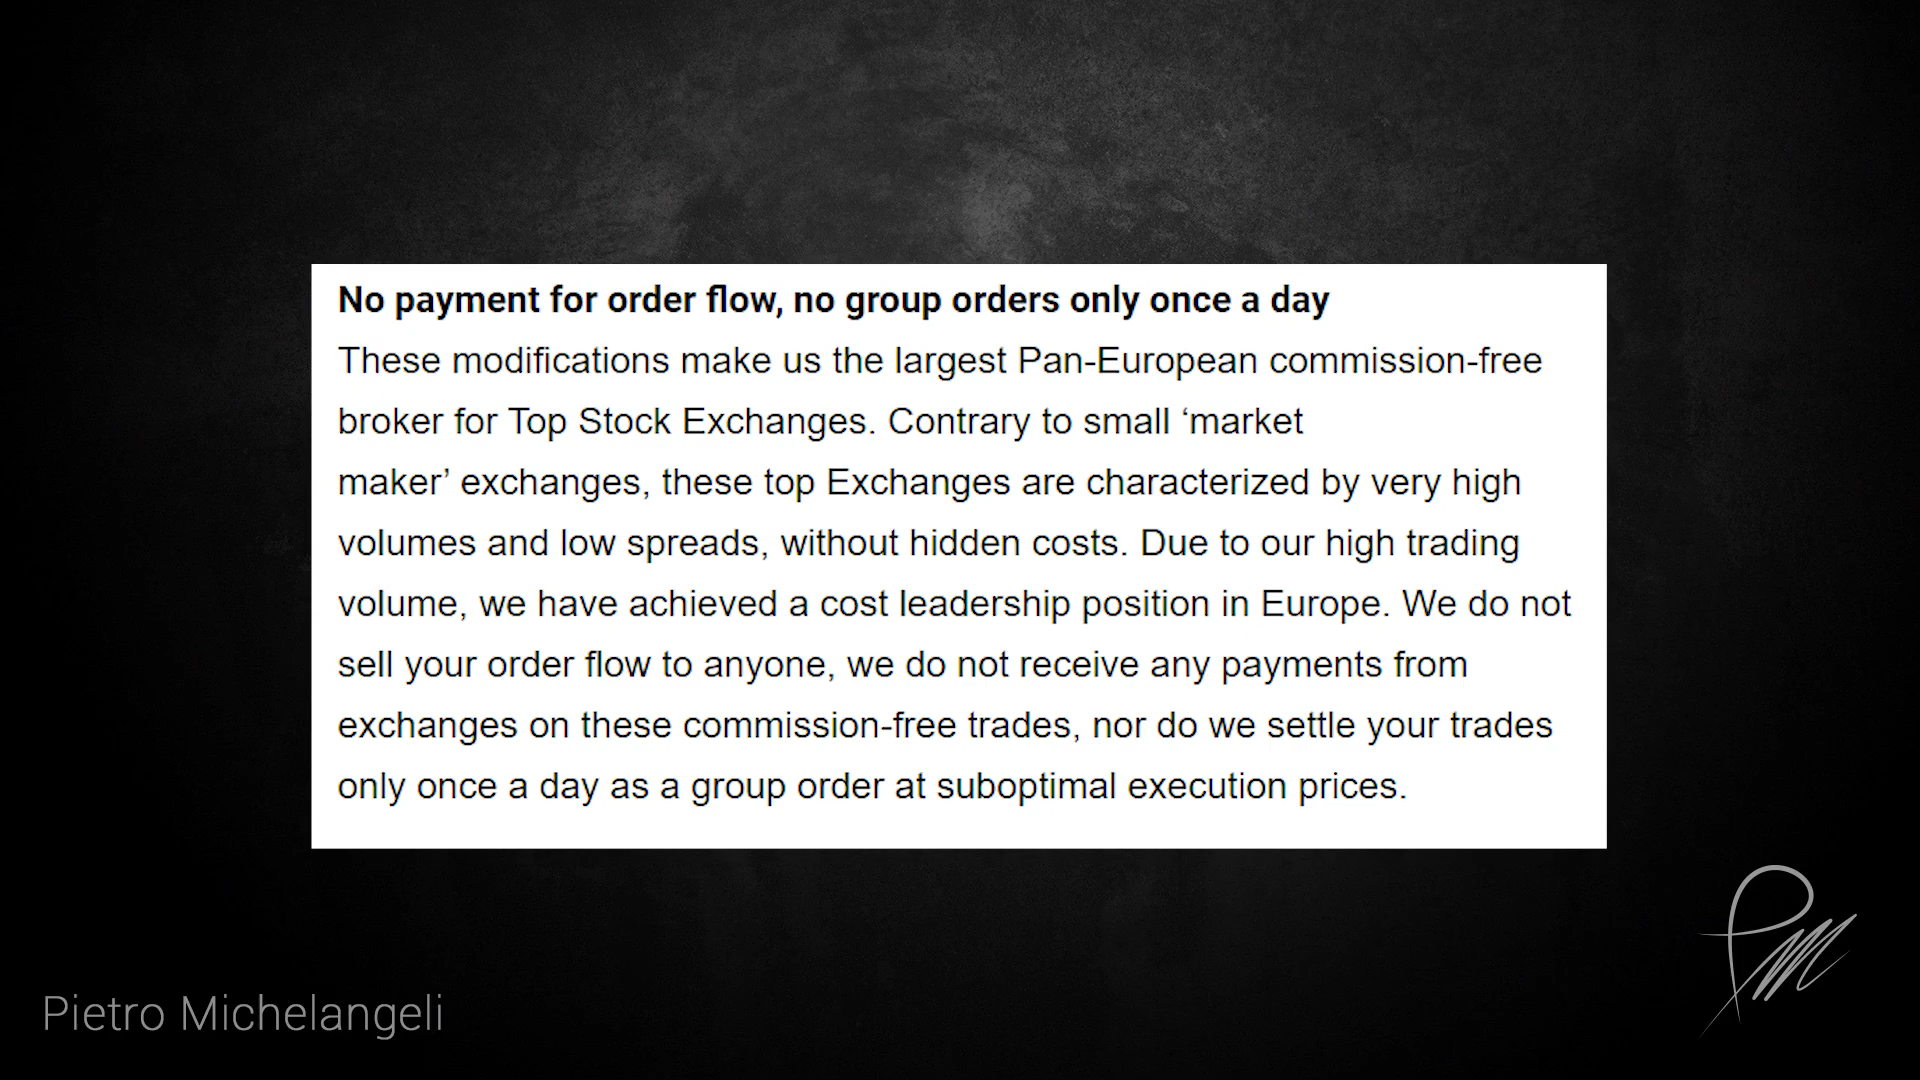 No payment for order flow, no group orders only once a day
These modifications make us the largest Pan-European commission-free
broker for Top Stock Exchanges. Contrary to small ‘market
maker’ exchanges, these top Exchanges are characterized by very high
volumes and low spreads, without hidden costs. Due to our high trading
volume, we have achieved a cost leadership position in Europe. We do not
sell your order flow to anyone, we do not receive any payments from
exchanges on these commission-free trades, nor do we settle your trades
only once a day as a group order at suboptimal execution prices.
Pietro Michelangeli
PM